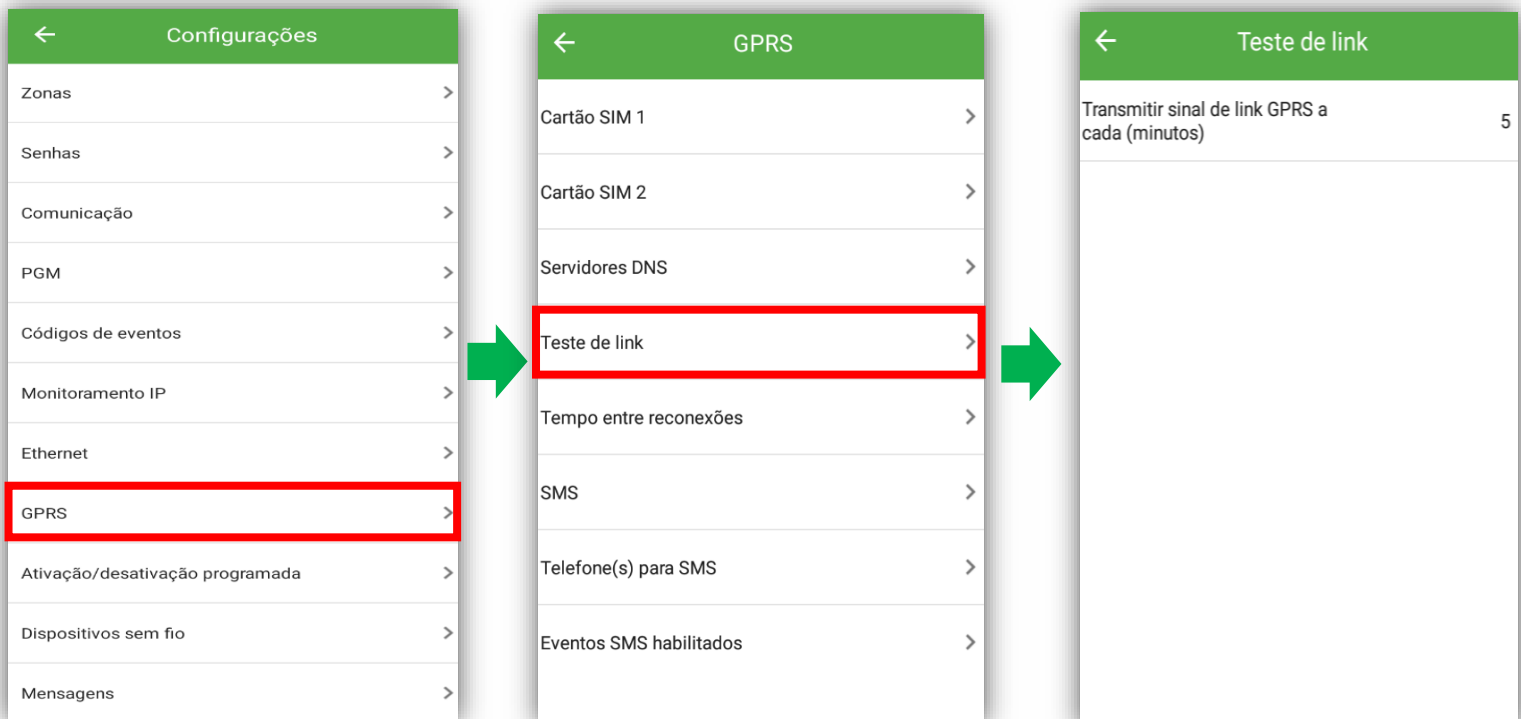 Configurações
Zonas
Senhas
Comunicação
PGM
Códigos de eventos
Monitoramento IP
Ethernet
GPRS
Ativação/desativação programada
Dispositivos sem fio
Mensagens
GPRS
Cartão SIM 1
Cartão SIM 2
Servidores DNS
Teste de link
Tempo entre reconexões
SMS
Telefone(s) para SMS
Eventos SMS habilitados
Teste de link
Transmitir sinal de link GPRS a
cada (minutos)
5